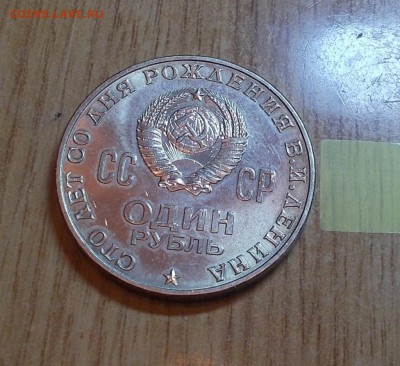 СТО ЛЕТ СО ДНЯ РОЖДЕНИЯ В.И.ЛЕНИНА
СС СР
ОДИН
РУБЛЬ